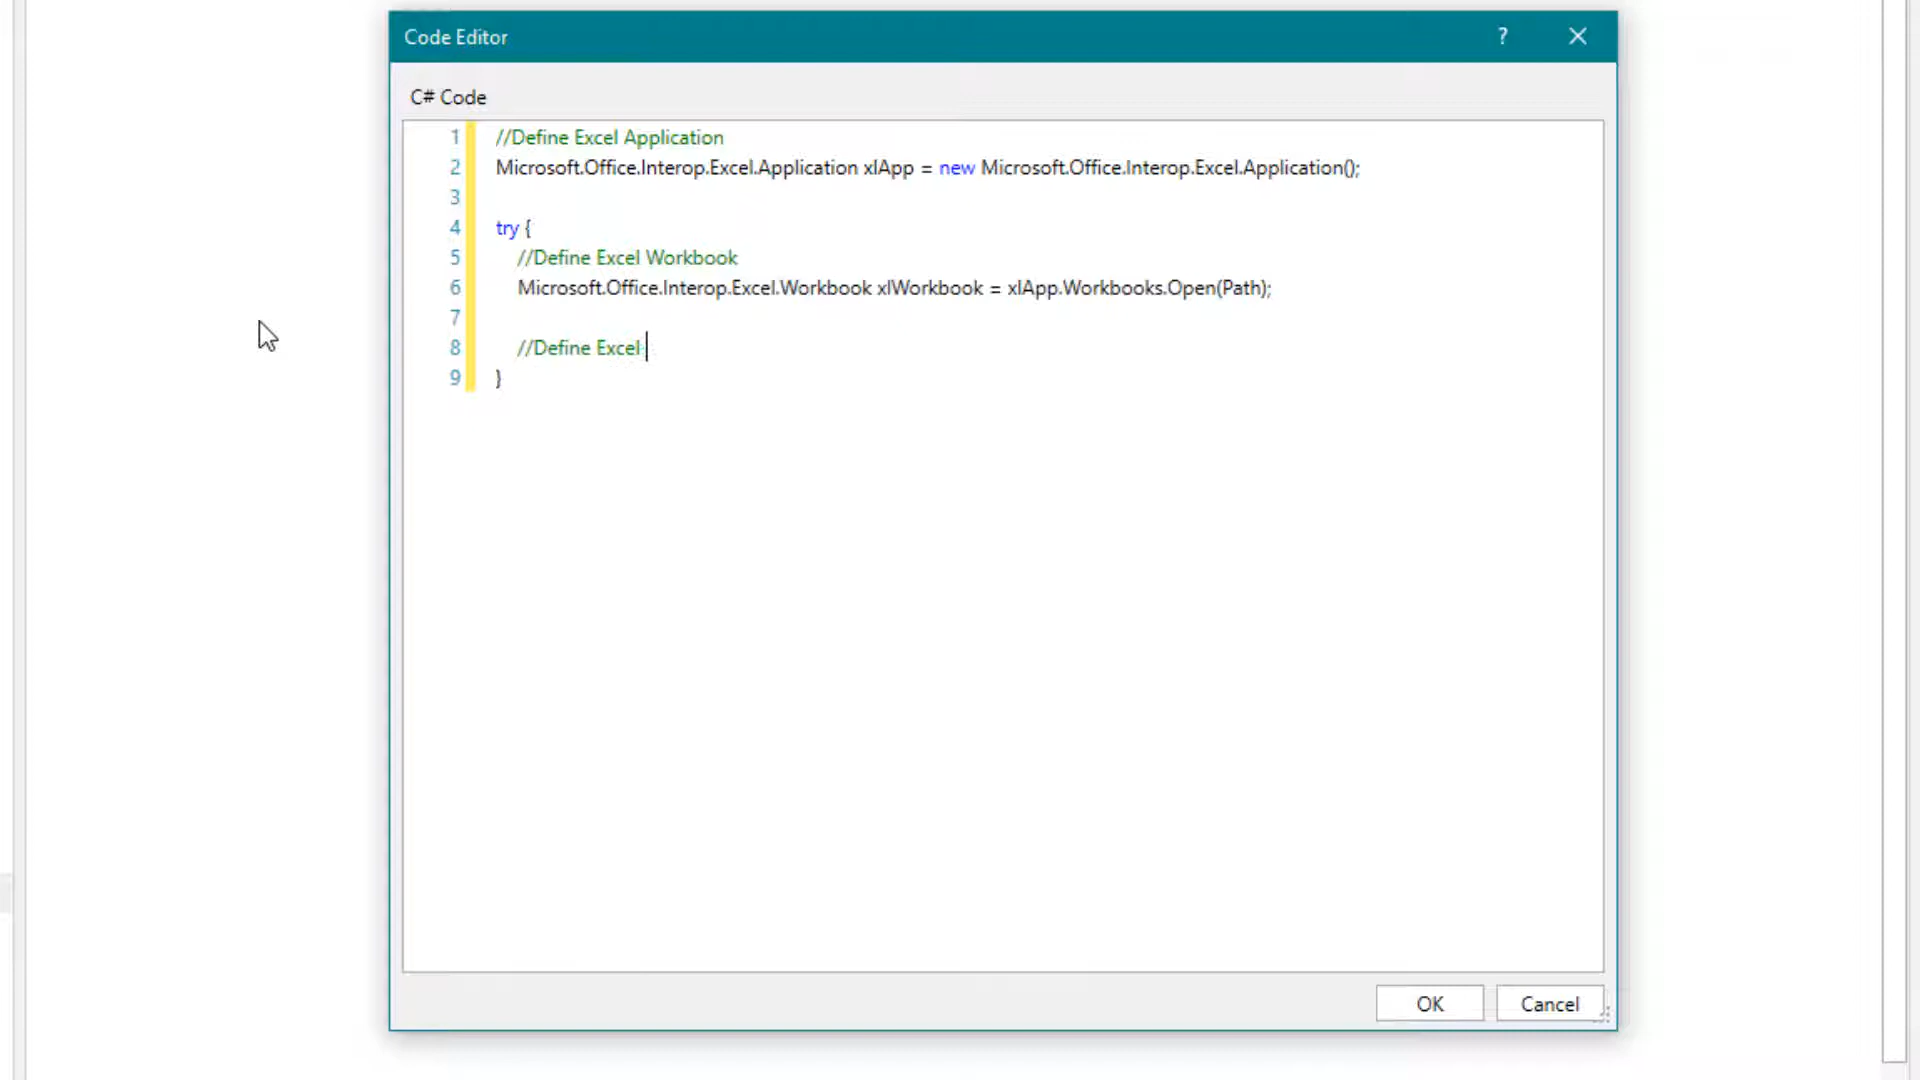 Code Editor ?
C# Code
1 //Define Excel Application
2 Microsoft.Office.Interop.Excel.Application xlApp = new Microsoft.Office.Interop.Excel.Application();
3
4 try {
5 //Define Excel Workbook
6 Microsoft.Office.Interop.Excel.Workbook xlWorkbook = xlApp.Workbooks.Open(Path);
7
8 //Define Excel
9 }
OK Cancel